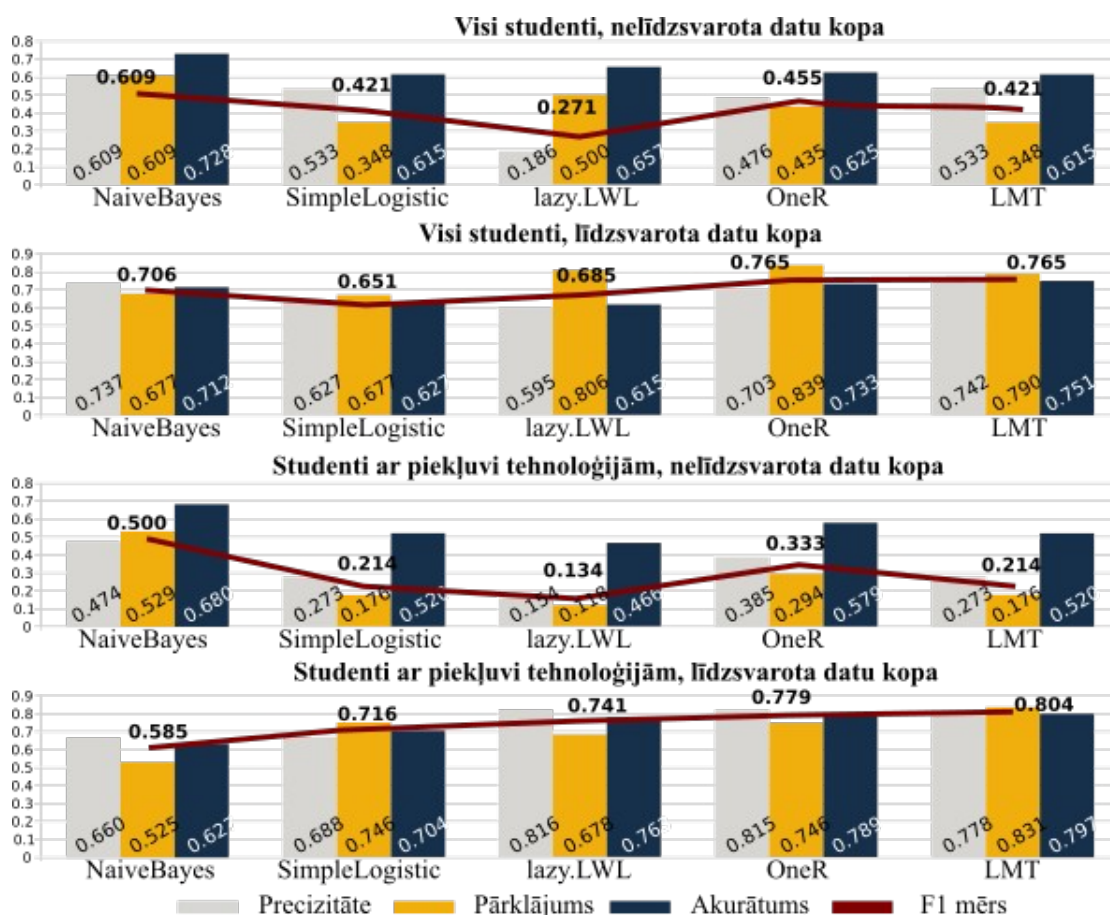 Visi studenti, nelīdzsvarota datu kopa
0.8
0.7
0.6
0.5
0.4
0.3
0.2
0.1
0
0.609 0.421 0.271 0.455 0.421
0.609 0.609 0.728 0.533 0.348 0.615 0.186 0.500 0.657 0.476 0.435 0.625 0.533 0.348 0.615
NaiveBayes SimpleLogistic lazy.LWL OneR LMT
Visi studenti, līdzsvarota datu kopa
0.9
0.8
0.7
0.6
0.5
0.4
0.3
0.2
0.1
0
0.706 0.651 0.685 0.765 0.765
0.737 0.677 0.712 0.627 0.677 0.627 0.595 0.806 0.615 0.703 0.839 0.733 0.742 0.790 0.751
NaiveBayes SimpleLogistic lazy.LWL OneR LMT
Studenti ar piekļuvi tehnoloģijām, nelīdzsvarota datu kopa
0.8
0.7
0.6
0.5
0.4
0.3
0.2
0.1
0
0.500 0.214 0.134 0.333 0.214
0.474 0.529 0.680 0.273 0.176 0.520 0.154 0.118 0.466 0.385 0.294 0.579 0.273 0.176 0.520
NaiveBayes SimpleLogistic lazy.LWL OneR LMT
Studenti ar piekļuvi tehnoloģijām, līdzsvarota datu kopa
0.9
0.8
0.7
0.6
0.5
0.4
0.3
0.2
0.1
0
0.585 0.716 0.741 0.779 0.804
0.660 0.525 0.688 0.746 0.704 0.816 0.678 0.815 0.746 0.789 0.778 0.831 0.797
NaiveBayes SimpleLogistic lazy.LWL OneR LMT
Precizitāte Pārklājums Akurātums F1 mērs